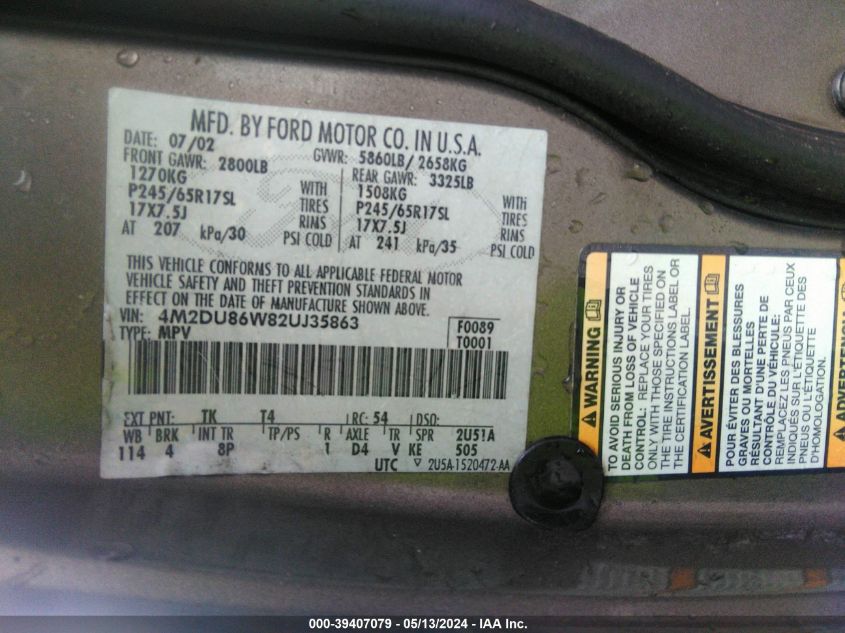 MFD. BY FORD MOTOR CO. IN U.S.A.
DATE: 07/02 GVWR: 5860LB/ 2658KG
FRONT GAWR: 2800LB REAR GAWR: 3325LB
1270KG WITH 1508KG WITH
P245/65R17SL TIRES P245/65R17SL TIRES
17X7.5J RIMS 17X7.5J RIMS
AT 207 kPa/30 PSI COLD AT 241 kPa/35 PSI COLD
THIS VEHICLE CONFORMS TO ALL APPLICABLE FEDERAL MOTOR
VEHICLE SAFETY AND THEFT PREVENTION STANDARDS IN
EFFECT ON THE DATE OF MANUFACTURE SHOWN ABOVE.
VIN: 4M2DU86W82UJ35863 F0089
TYPE: MPV T0001
EXT PNT: TK T4 RC: 54 DSO:
WB BRK INT TR TP/PS R AXLE TR SPR 2U51A
114 4 8P 1 D4 V KE 505
UTC 2U5A-1520472-AA
WARNING
TO AVOID SERIOUS INJURY OR
DEATH FROM LOSS OF VEHICLE
CONTROL: REPLACE YOUR TIRES
ONLY WITH THOSE SPECIFIED ON
THE INSTRUCTIONS LABEL OR
THE CERTIFICATION LABEL.
AVERTISSEMENT
POUR ÉVITER DES BLESSURES
GRAVES OU MORTELLES
RÉSULTANT D'UNE PERTE DE
CONTRÔLE DU VÉHICULE:
REMPLACEZ LES PNEUS PAR CEUX
INDIQUÉS SUR L'ÉTIQUETTE DES
PNEUS OU L'ÉTIQUETTE
D'HOMOLOGATION.
ADVERTENCIA
000-39407079 - 05/13/2024 - IAA Inc.